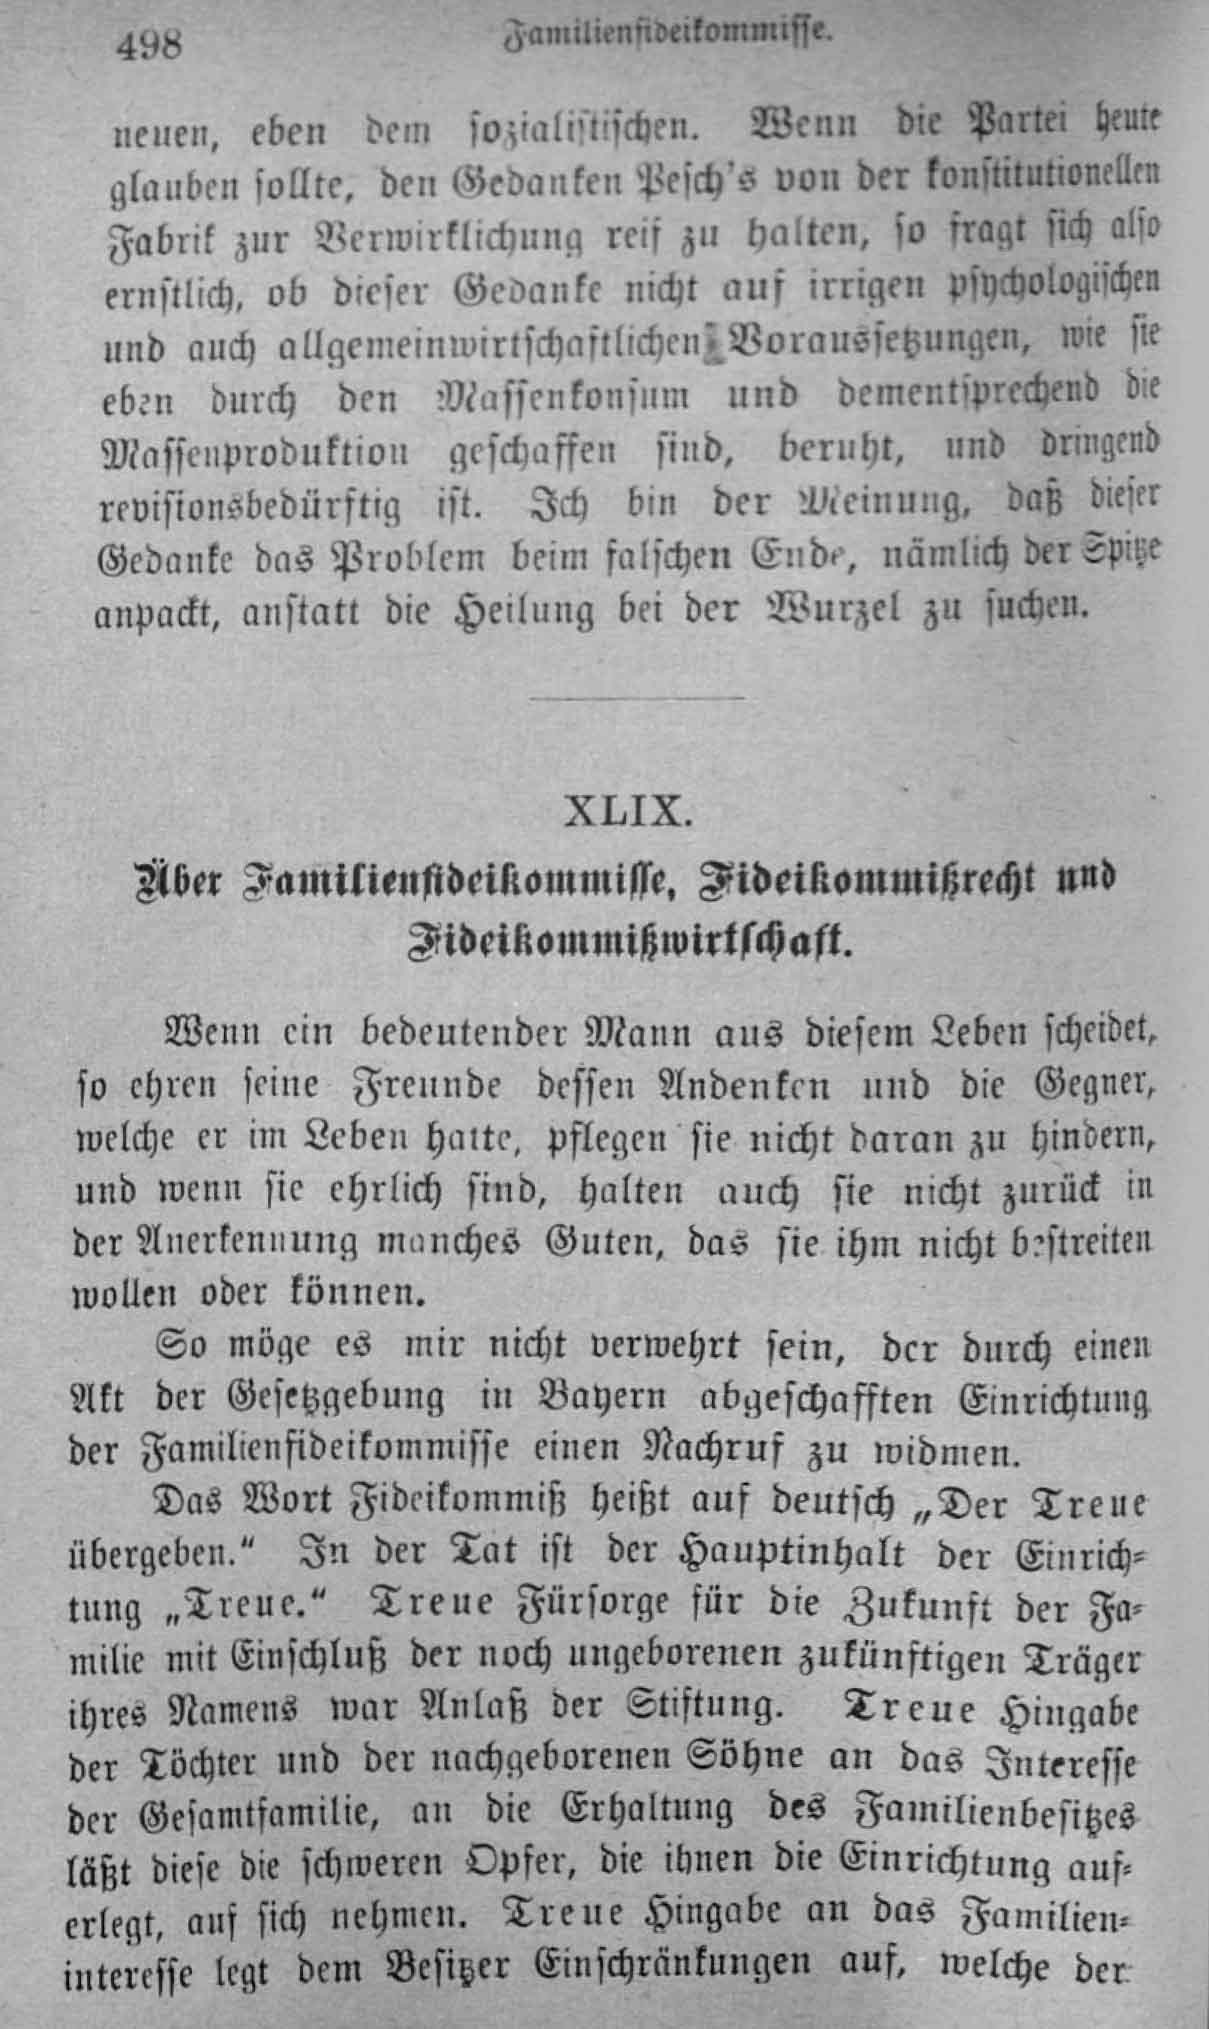 498
Familienfideikommisse.
neuen, eben dem sozialistischen. Wenn die Partei heute
glauben sollte, den Gedanken Pesch's von der konstitutionellen
Fabrik zur Verwirklichung reif zu halten, so fragt sich also
ernstlich, ob dieser Gedanke nicht auf irrigen psychologischen
und auch allgemeinwirtschaftlichen Voraussetzungen, wie sie
eben durch den Massenkonsum und dementsprechend die
Massenproduktion geschaffen sind, beruht, und dringend
revisionsbedürftig ist. Ich bin der Meinung, daß dieser
Gedanke das Problem beim falschen Ende, nämlich der Spitze
anpackt, anstatt die Heilung bei der Wurzel zu suchen.
XLIX.
Über Familienfideikommisse, Fideikommißrecht und
Fideikommißwirtschaft.
Wenn ein bedeutender Mann aus diesem Leben scheidet,
so ehren seine Freunde dessen Andenken und die Gegner,
welche er im Leben hatte, pflegen sie nicht daran zu hindern,
und wenn sie ehrlich sind, halten auch sie nicht zurück in
der Anerkennung manches Guten, das sie ihm nicht bestreiten
wollen oder können.
So möge es mir nicht verwehrt sein, der durch einen
Akt der Gesetzgebung in Bayern abgeschafften Einrichtung
der Familienfideikommisse einen Nachruf zu widmen.
Das Wort Fideikommiß heißt auf deutsch „Der Treue
übergeben.“ In der Tat ist der Hauptinhalt der Einrich-
tung „Treue.“ Treue Fürsorge für die Zukunft der Fa-
milie mit Einschluß der noch ungeborenen zukünftigen Träger
ihres Namens war Anlaß der Stiftung. Treue Hingabe
der Töchter und der nachgeborenen Söhne an das Interesse
der Gesamtfamilie, an die Erhaltung des Familienbesitzes
läßt diese die schweren Opfer, die ihnen die Einrichtung auf-
erlegt, auf sich nehmen. Treue Hingabe an das Familien-
interesse legt dem Besitzer Einschränkungen auf, welche der